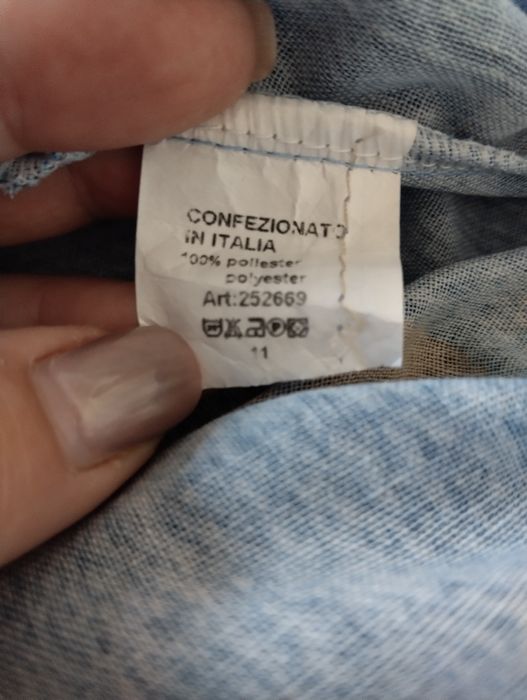 CONFEZIONATO
IN ITALIA
100% poliester
polyester
Art:252669
11